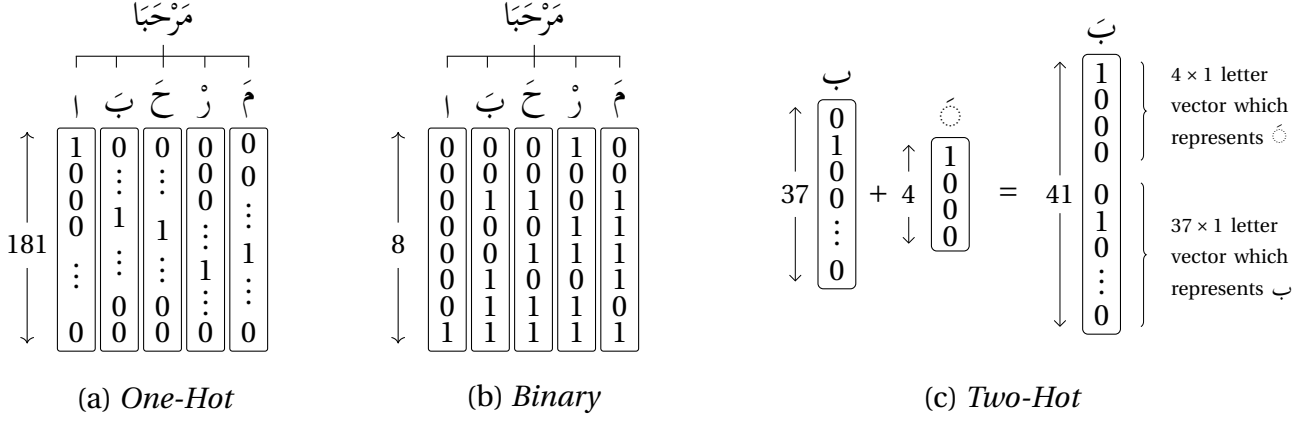 مَرْحَبَا
ا بَ حَ رْ مَ
181
1 0 0 0 0
0 ⋮ ⋮ 0 0
0 1 1 0 ⋮
0 ⋮ ⋮ ⋮ 1
⋮ 0 0 1 ⋮
0 0 0 ⋮ 0
0
(a) One-Hot
مَرْحَبَا
ا بَ حَ رْ مَ
8
0 0 0 1 0
0 0 0 0 0
0 1 1 0 1
0 0 0 1 1
0 0 1 1 1
0 1 0 0 1
0 1 1 1 0
1 1 1 1 1
(b) Binary
ب
37
0
1
0
0
⋮
0
+
◌َ
4
1
0
0
0
=
بَ
41
1
0
0
0
0
1
0
⋮
0
4 × 1 letter
vector which
represents ◌َ
37 × 1 letter
vector which
represents ب
(c) Two-Hot